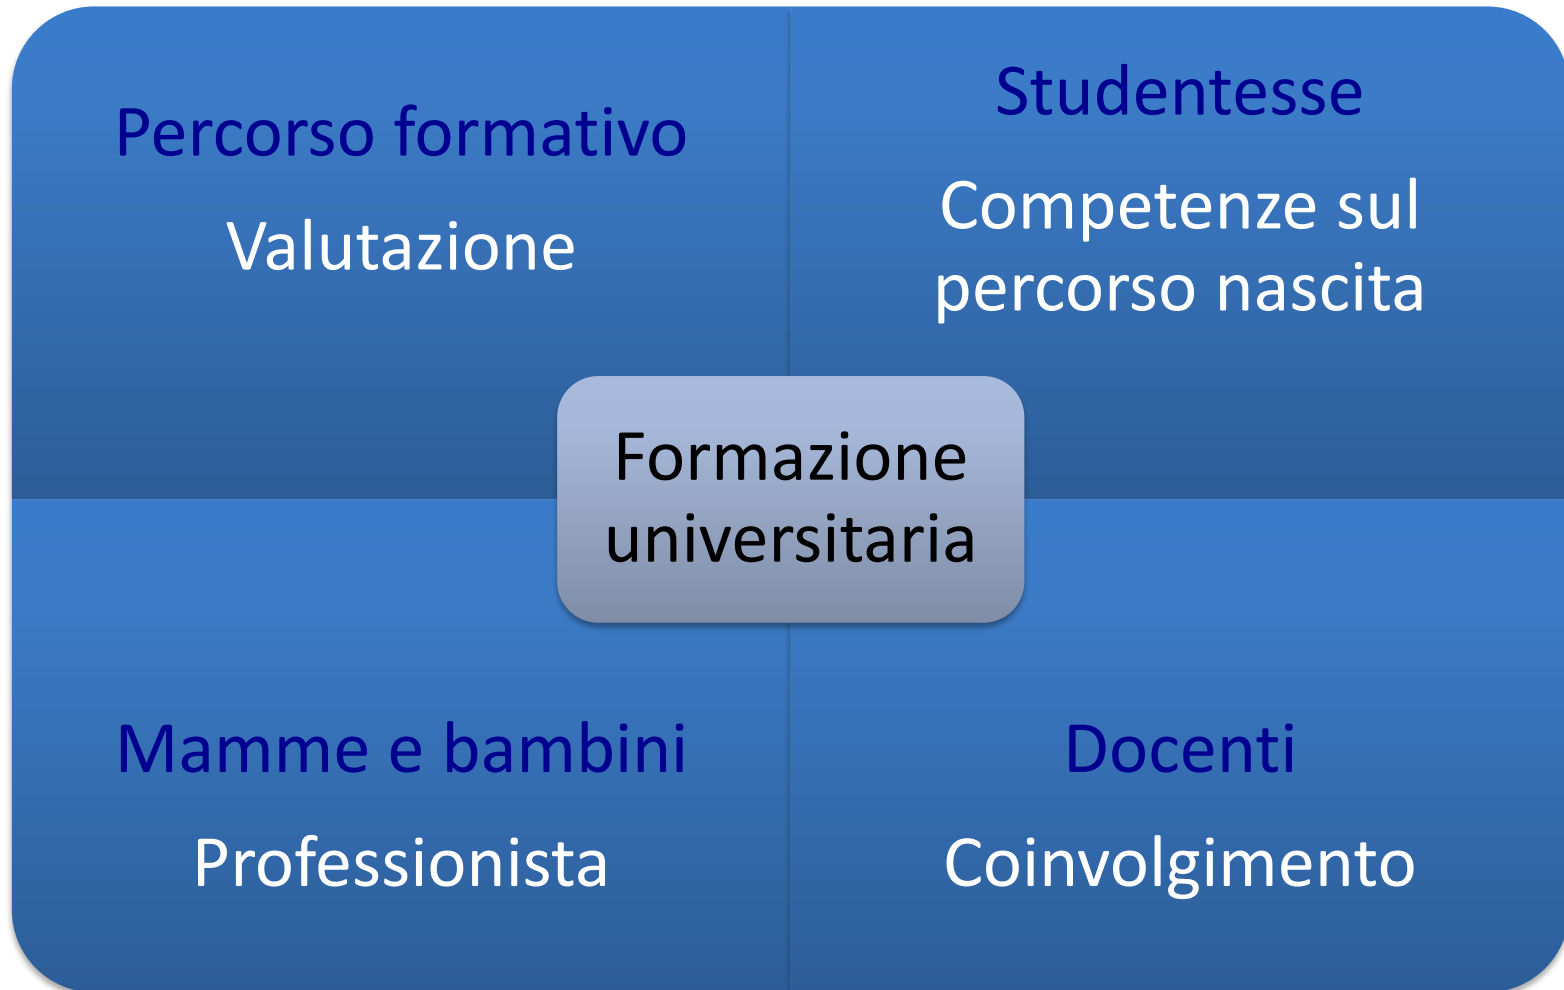 Percorso formativo
Valutazione
Studentesse
Competenze sul
percorso nascita
Formazione
universitaria
Mamme e bambini
Professionista
Docenti
Coinvolgimento